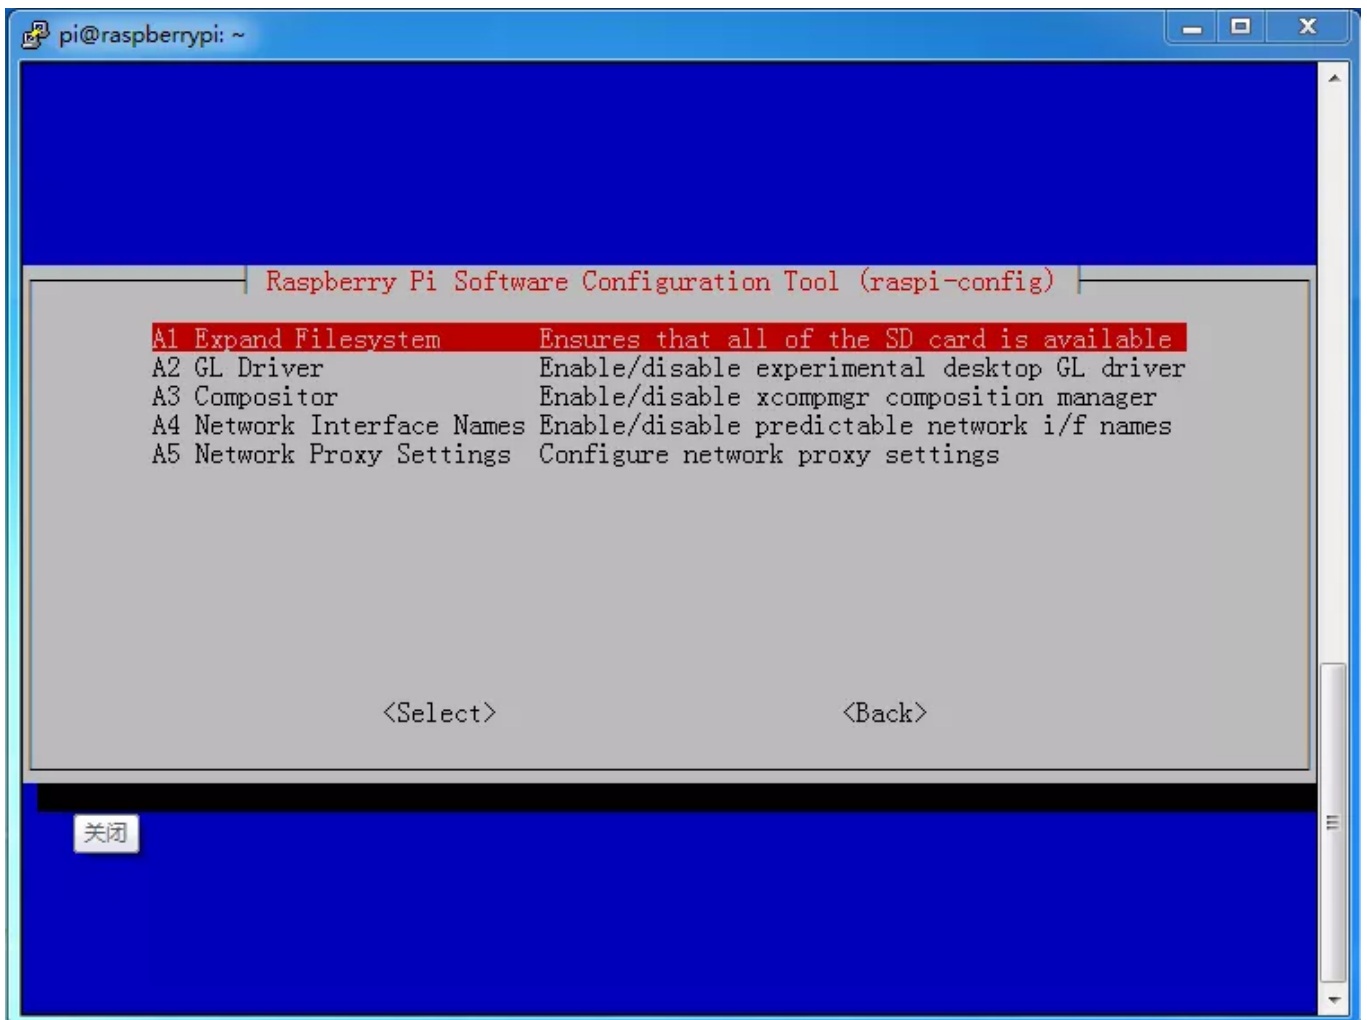 pi@raspberrypi: ~
Raspberry Pi Software Configuration Tool (raspi-config)
A1 Expand Filesystem Ensures that all of the SD card is available
A2 GL Driver Enable/disable experimental desktop GL driver
A3 Compositor Enable/disable xcompmgr composition manager
A4 Network Interface Names Enable/disable predictable network i/f names
A5 Network Proxy Settings Configure network proxy settings
<Select> <Back>
关闭